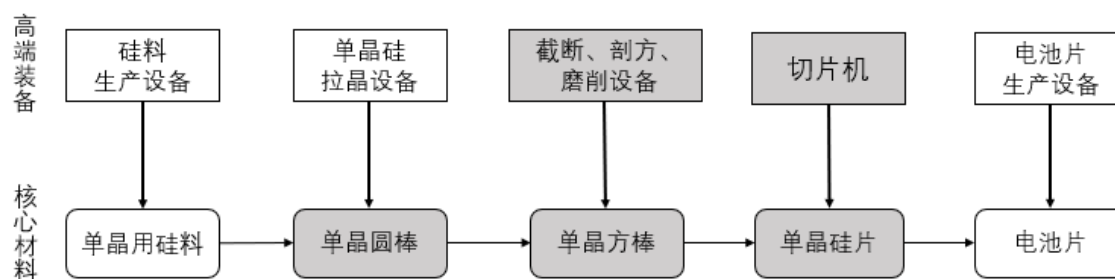 高端装备
硅料
生产设备
单晶硅
拉晶设备
截断、剖方、
磨削设备
切片机
电池片
生产设备
核心材料
单晶用硅料
单晶圆棒
单晶方棒
单晶硅片
电池片